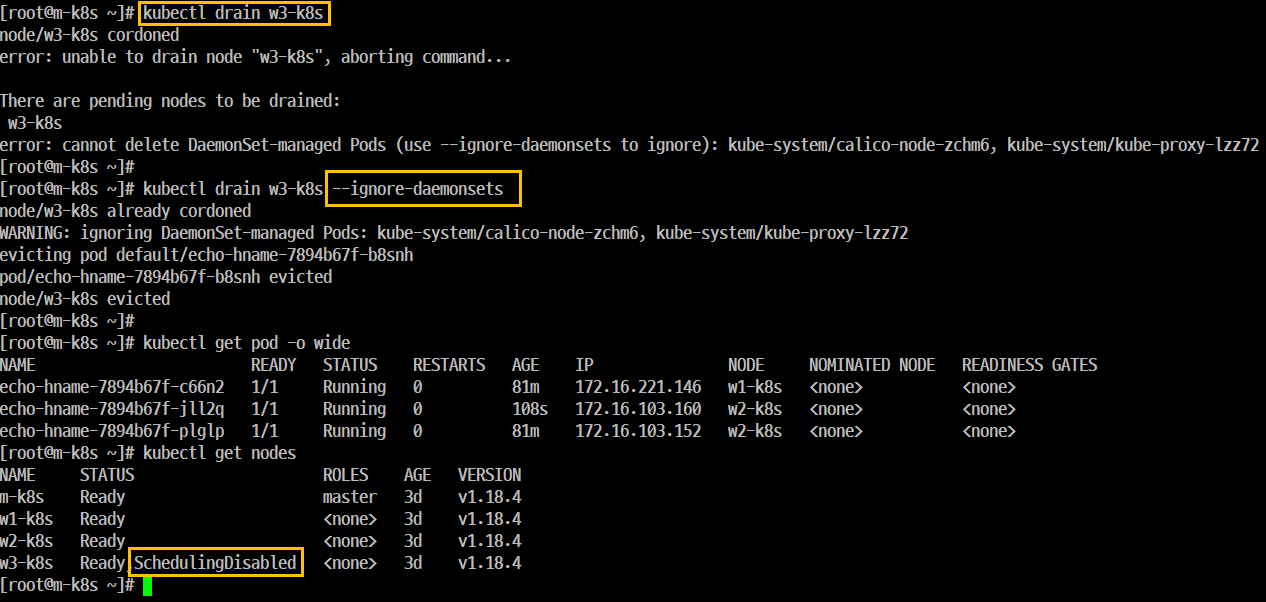 [root@m-k8s ~]# kubectl drain w3-k8s
node/w3-k8s cordoned
error: unable to drain node "w3-k8s", aborting command...

There are pending nodes to be drained:
 w3-k8s
error: cannot delete DaemonSet-managed Pods (use --ignore-daemonsets to ignore): kube-system/calico-node-zchm6, kube-system/kube-proxy-lzz72
[root@m-k8s ~]#
[root@m-k8s ~]# kubectl drain w3-k8s --ignore-daemonsets
node/w3-k8s already cordoned
WARNING: ignoring DaemonSet-managed Pods: kube-system/calico-node-zchm6, kube-system/kube-proxy-lzz72
evicting pod default/echo-hname-7894b67f-b8snh
pod/echo-hname-7894b67f-b8snh evicted
node/w3-k8s evicted
[root@m-k8s ~]#
[root@m-k8s ~]# kubectl get pod -o wide
NAME                        READY   STATUS    RESTARTS   AGE    IP               NODE     NOMINATED NODE   READINESS GATES
echo-hname-7894b67f-c66n2   1/1     Running   0          81m    172.16.221.146   w1-k8s   <none>           <none>
echo-hname-7894b67f-jll2q   1/1     Running   0          108s   172.16.103.160   w2-k8s   <none>           <none>
echo-hname-7894b67f-plglp   1/1     Running   0          81m    172.16.103.152   w2-k8s   <none>           <none>
[root@m-k8s ~]# kubectl get nodes
NAME     STATUS                     ROLES    AGE   VERSION
m-k8s    Ready                      master   3d    v1.18.4
w1-k8s   Ready                      <none>   3d    v1.18.4
w2-k8s   Ready                      <none>   3d    v1.18.4
w3-k8s   Ready,SchedulingDisabled   <none>   3d    v1.18.4
[root@m-k8s ~]#